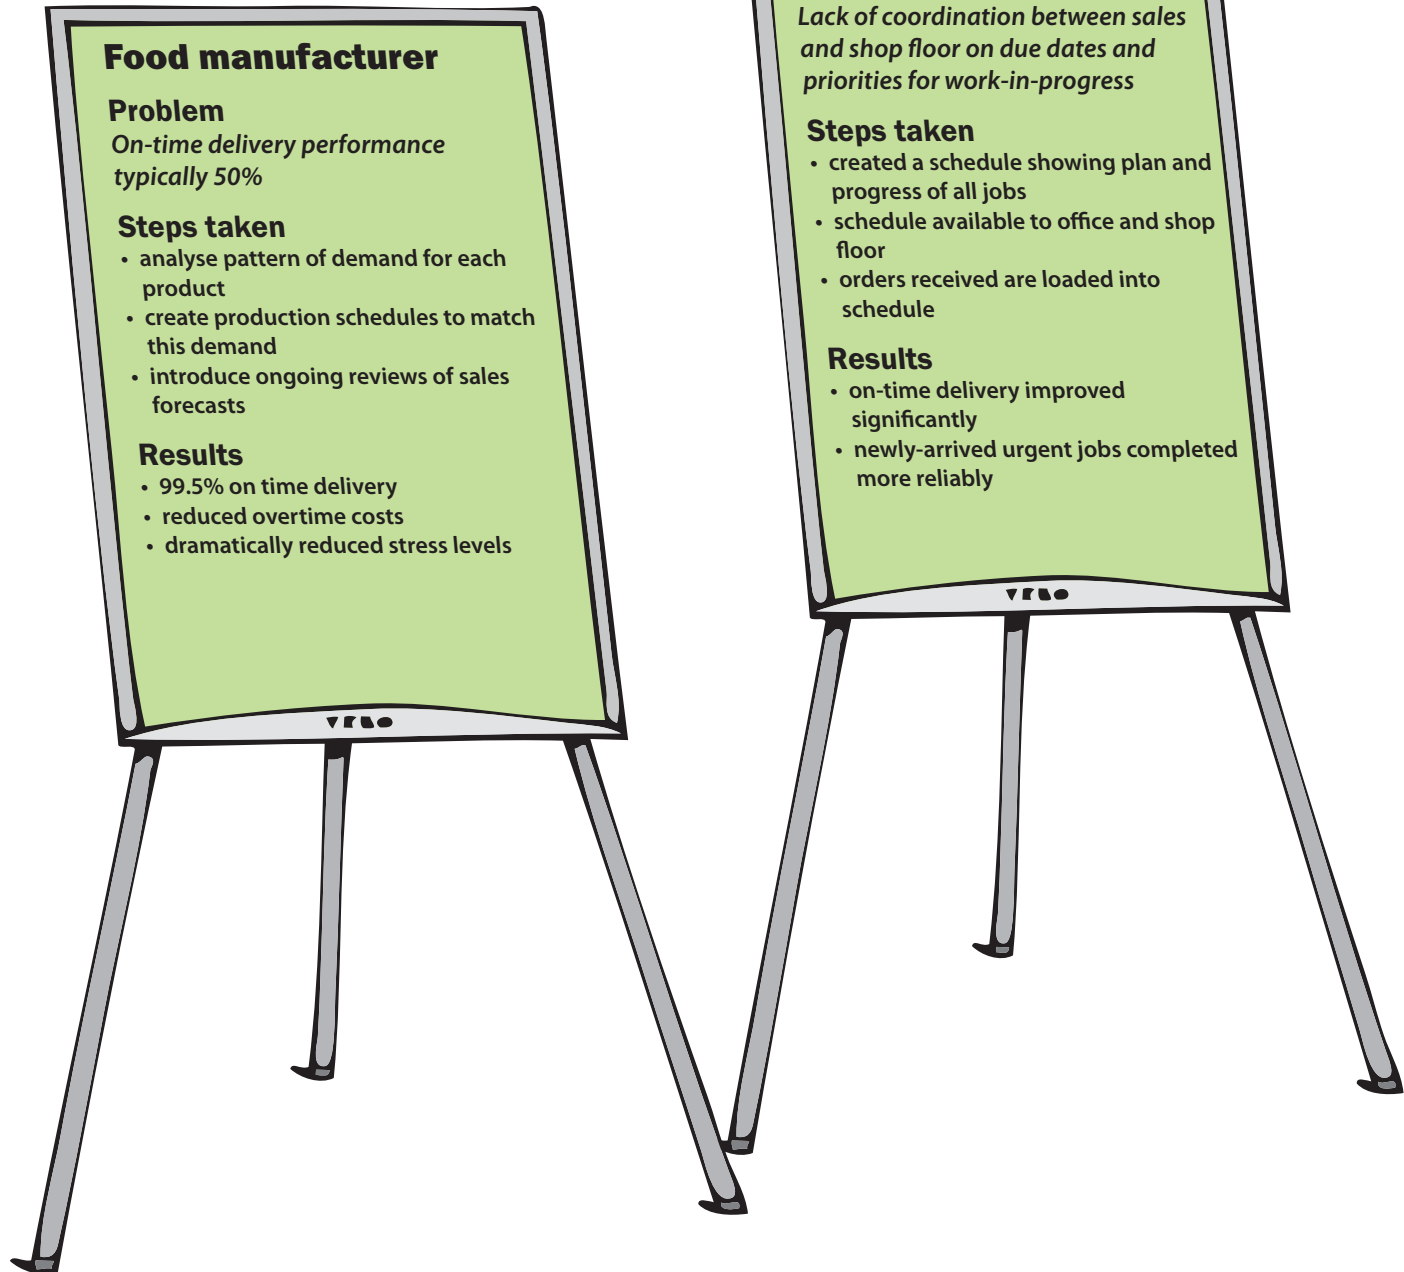 Food manufacturer
Problem
On-time delivery performance
typically 50%
Steps taken
• analyse pattern of demand for each
product
• create production schedules to match
this demand
• introduce ongoing reviews of sales
forecasts
Results
• 99.5% on time delivery
• reduced overtime costs
• dramatically reduced stress levels
Lack of coordination between sales
and shop floor on due dates and
priorities for work-in-progress
Steps taken
• created a schedule showing plan and
progress of all jobs
• schedule available to office and shop
floor
• orders received are loaded into
schedule
Results
• on-time delivery improved
significantly
• newly-arrived urgent jobs completed
more reliably